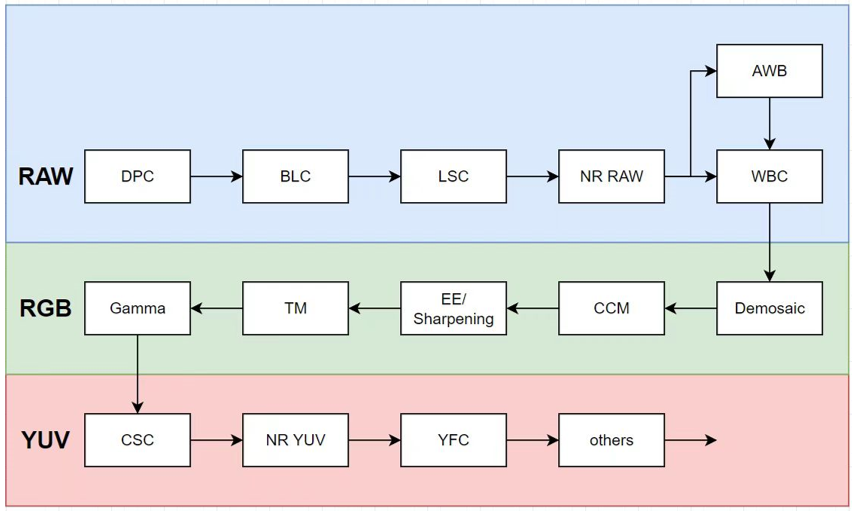 AWB
RAW
DPC
BLC
LSC
NR RAW
WBC
RGB
Gamma
TM
EE/
Sharpening
CCM
Demosaic
YUV
CSC
NR YUV
YFC
others